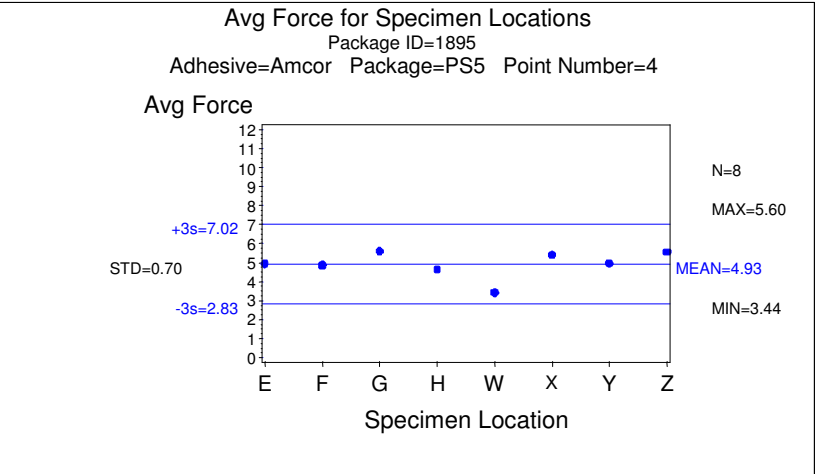 Avg Force for Specimen Locations
Package ID=1895
Adhesive=Amcor Package=PS5 Point Number=4
Avg Force
12
11
10
9
8
7
6
5
4
3
2
1
0
+3s=7.02
STD=0.70
-3s=2.83
N=8
MAX=5.60
MEAN=4.93
MIN=3.44
E F G H W X Y Z
Specimen Location